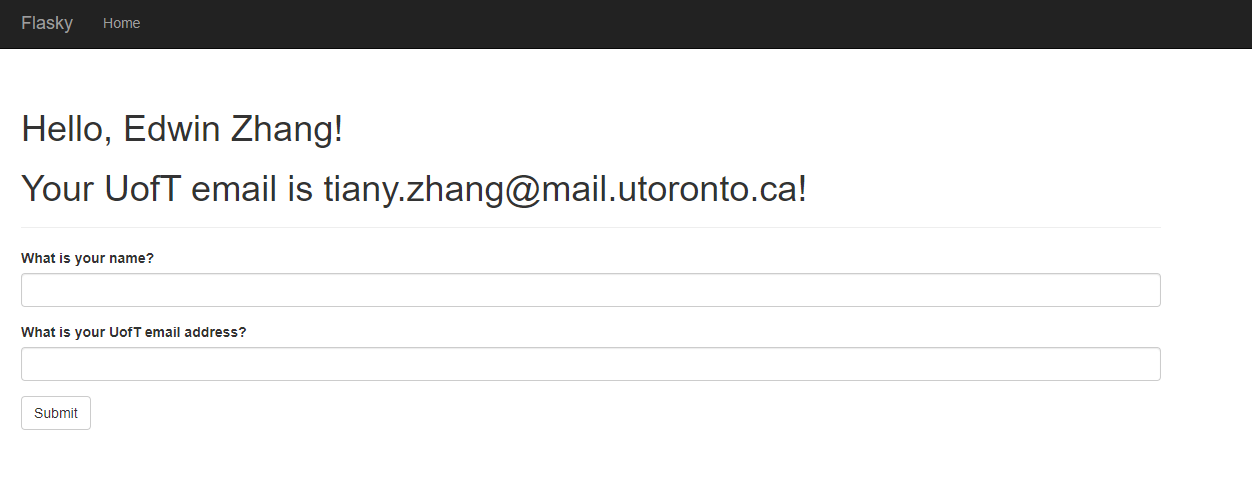 Flasky Home
Hello, Edwin Zhang!
Your UofT email is tiany.zhang@mail.utoronto.ca!
What is your name?
What is your UofT email address?
Submit